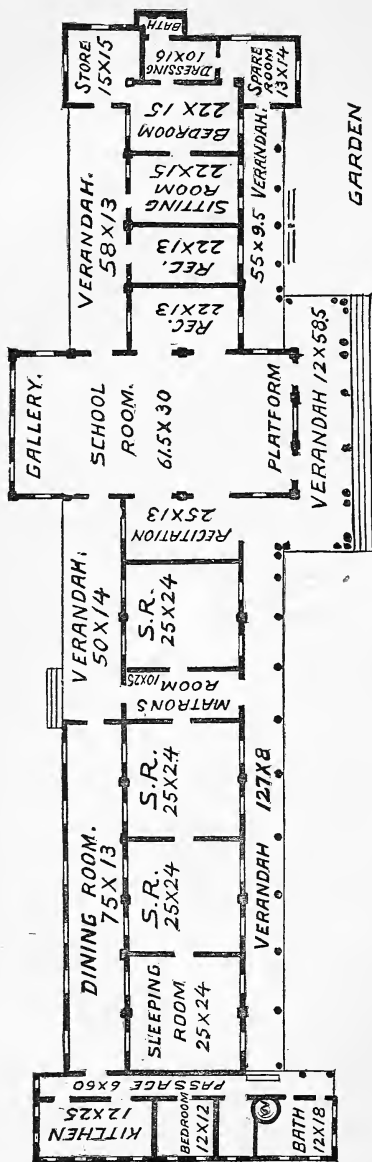 BATH
STORE
15X15
DRESSING
10X16
SPARE
ROOM
13X14
BEDROOM
22X15
SITTING
ROOM
22X15
REC.
22X13
REC.
22X13
VERANDAH.
58X13
VERANDAH.
55X9.5
GARDEN
GALLERY.
SCHOOL
ROOM.
61.5X30
PLATFORM
VERANDAH 12X58.5
RECITATION
25X13
VERANDAH.
50X14
S.R.
25X24
MATRONS
ROOM 10X25
S.R.
25X24
S.R.
25X24
SLEEPING
ROOM.
25X24
DINING ROOM.
75X13
VERANDAH 127X8
PASSAGE 6X60
KITCHEN
12X25
BEDROOM
12X12
BATH
12X18